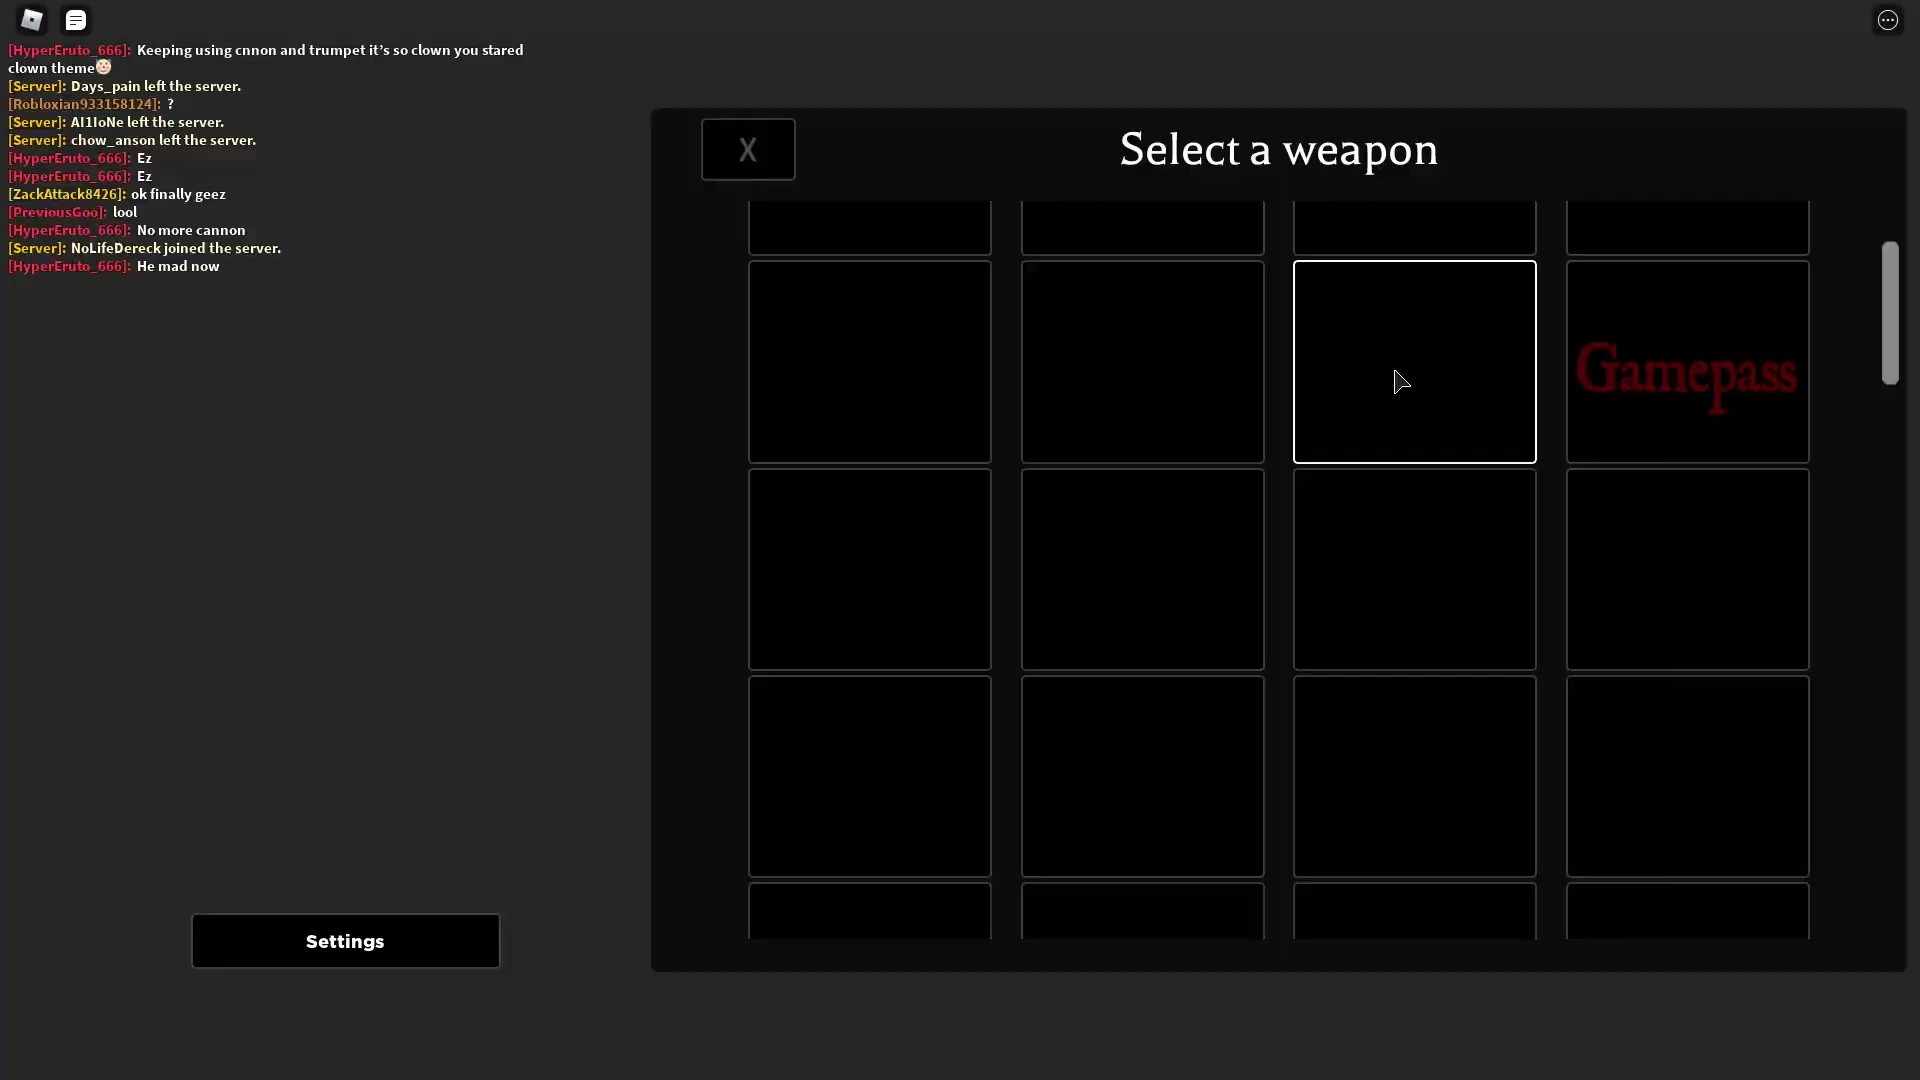 [HyperEruto_666]: Keeping using cnnon and trumpet it's so clown you stared
clown theme🤡
[Server]: Days_pain left the server.
[Robloxian933158124]: ?
[Server]: AI1IoNe left the server.
[Server]: chow_anson left the server.
[HyperEruto_666]: Ez
[HyperEruto_666]: Ez
[ZackAttack8426]: ok finally geez
[PreviousGoo]: lool
[HyperEruto_666]: No more cannon
[Server]: NoLifeDereck joined the server.
[HyperEruto_666]: He mad now
X
Select a weapon
Gamepass
Settings